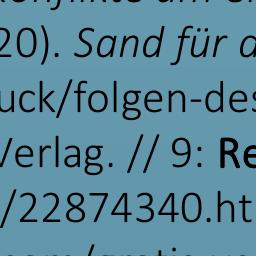 20). Sand für a
uck/folgen-des
Verlag. // 9: Re
/22874340.ht